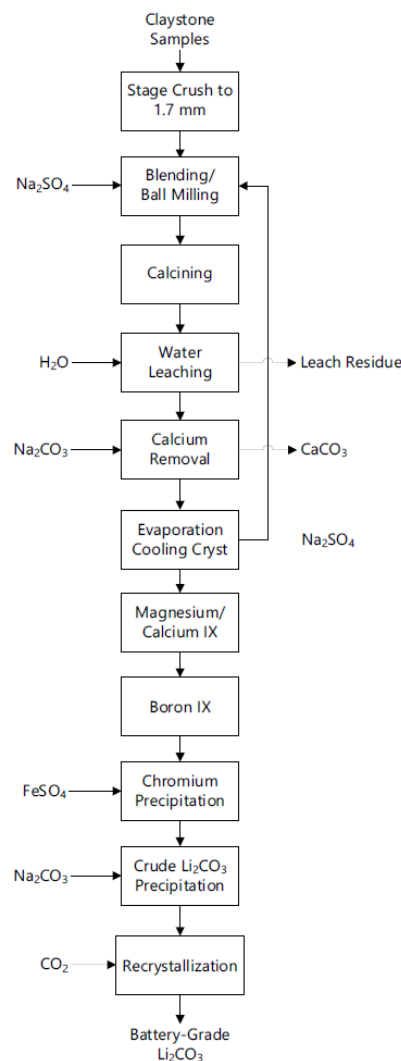 Claystone
Samples
Stage Crush to
1.7 mm
Na₂SO₄
Blending/
Ball Milling
Calcining
H₂O
Water
Leaching
Leach Residue
Na₂CO₃
Calcium
Removal
CaCO₃
Evaporation
Cooling Cryst
Na₂SO₄
Magnesium/
Calcium IX
Boron IX
FeSO₄
Chromium
Precipitation
Na₂CO₃
Crude Li₂CO₃
Precipitation
CO₂
Recrystallization
Battery-Grade
Li₂CO₃